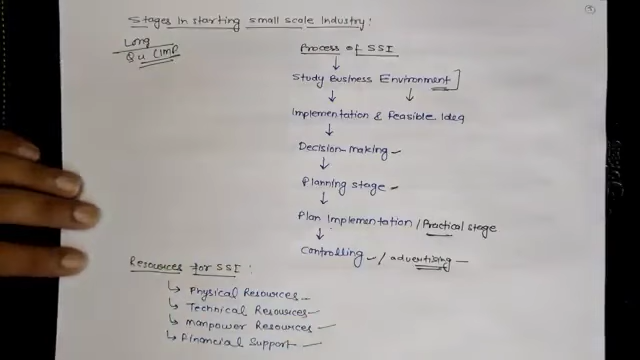 Stages In starting small scale Industry:
Long
Qu (Imp
Process of SSI
Study Business Environment
Implementation & Feasible Idea
Decision-making
Planning stage
Plan Implementation / Practical stage
Controlling / advertising
Resources for SSI:
Physical Resources
Technical Resources
manpower Resources
Financial Support